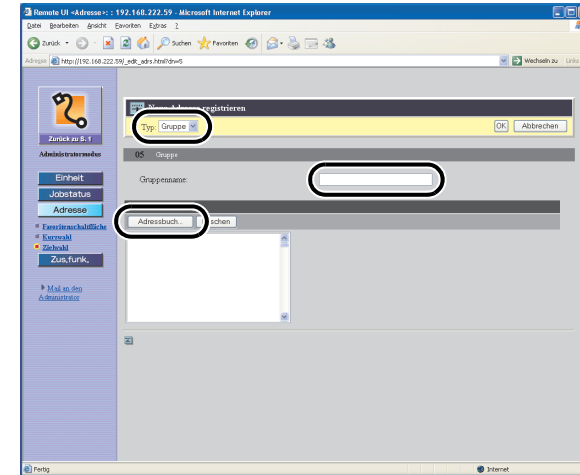 Remote UI <Adresse>: : 192.168.222.59 - Microsoft Internet Explorer
Datei Bearbeiten Ansicht Favoriten Extras ?
Zurück Suchen Favoriten
Adresse http://192.168.222.59/_edit_adrs.html?dn=5 Wechseln zu Links
Zurück zu S. 1
Administratormodus
Einheit
Jobstatus
Adresse
Favoritenschaltfläche
Kurzwahl
Zielwahl
Zus,funk,
Mail an den
Administrator
Neue Adresse registrieren
Typ: Gruppe
OK Abbrechen
05 Gruppe
Gruppenname:
Adressbuch... schen
Fertig
Internet